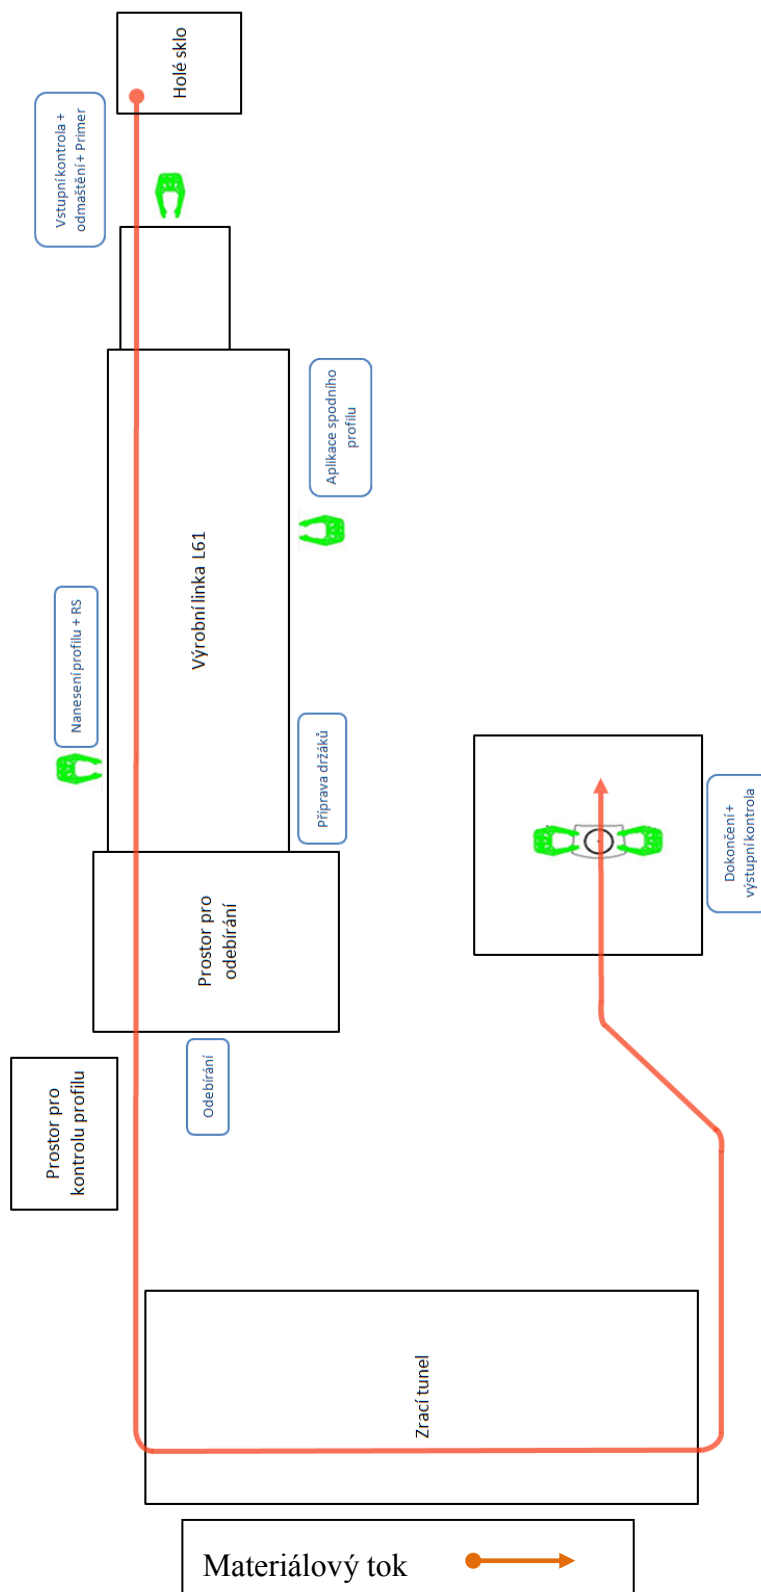 Holé sklo
Vstupní kontrola +
odmaštění + Primer
Aplikace spodního
profilu
Výrobní linka L61
Nanesení profilu + RS
Příprava držáků
Prostor pro
odebírání
Dokončení +
výstupní kontrola
Odebírání
Prostor pro
kontrolu profilu
Zrací tunel
Materiálový tok